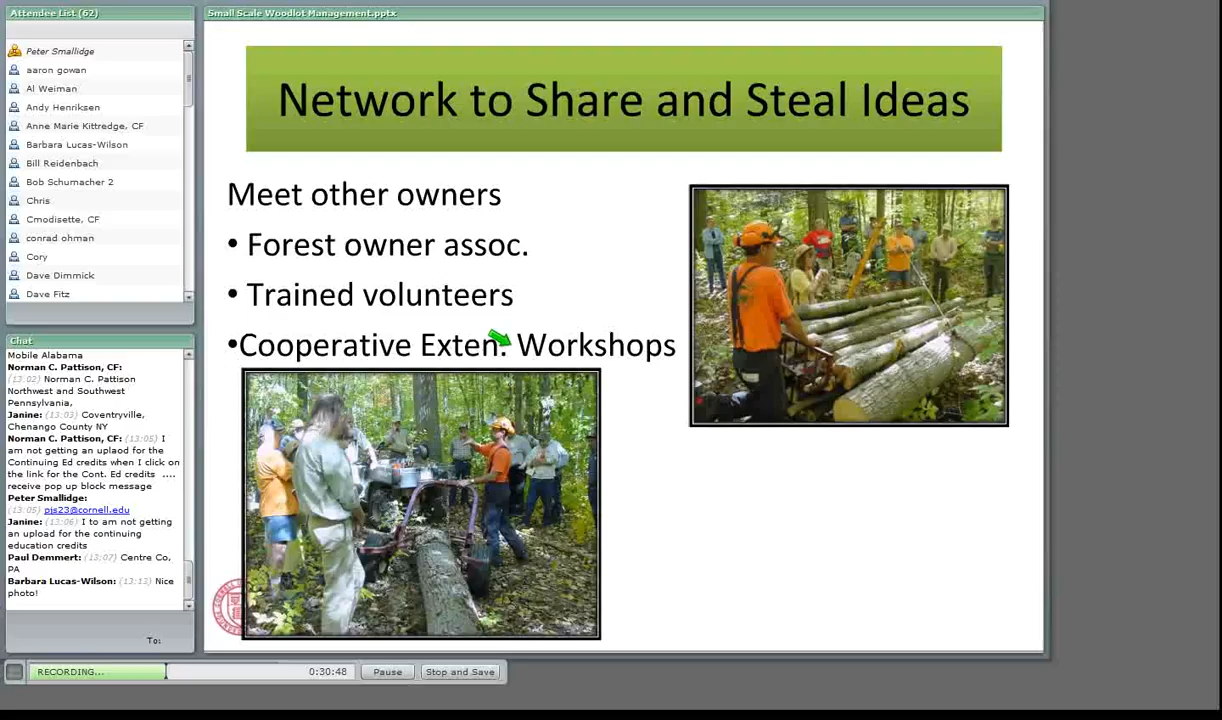 Attendee List (62)
Peter Smallidge
aaron gowan
Al Weiman
Andy Henriksen
Anne Marie Kittredge, CF
Barbara Lucas-Wilson
Bill Reidenbach
Bob Schumacher 2
Chris
Cmodisette, CF
conrad ohman
Cory
Dave Dimmick
Dave Fitz
Chat
Mobile Alabama
Norman C. Pattison, CF:
(13:02) Norman C. Pattison
Northwest and Southwest
Pennsylvania,
Janine: (13:03) Coventryville,
Chenango County NY
Norman C. Pattison, CF: (13:05) I
am not getting an uplaod for the
Continuing Ed credits when I click on
the link for the Cont. Ed credits ....
receive pop up block message
Peter Smallidge:
(13:05) pjs23@cornell.edu
Janine: (13:06) I to am not getting
an upload for the continuing
education credits
Paul Demmert: (13:07) Centre Co,
PA
Barbara Lucas-Wilson: (13:13) Nice
photo!
To:
Small Scale Woodlot Management.pptx
Network to Share and Steal Ideas
Meet other owners
• Forest owner assoc.
• Trained volunteers
•Cooperative Exten. Workshops
RECORDING...
0:30:48
Pause
Stop and Save